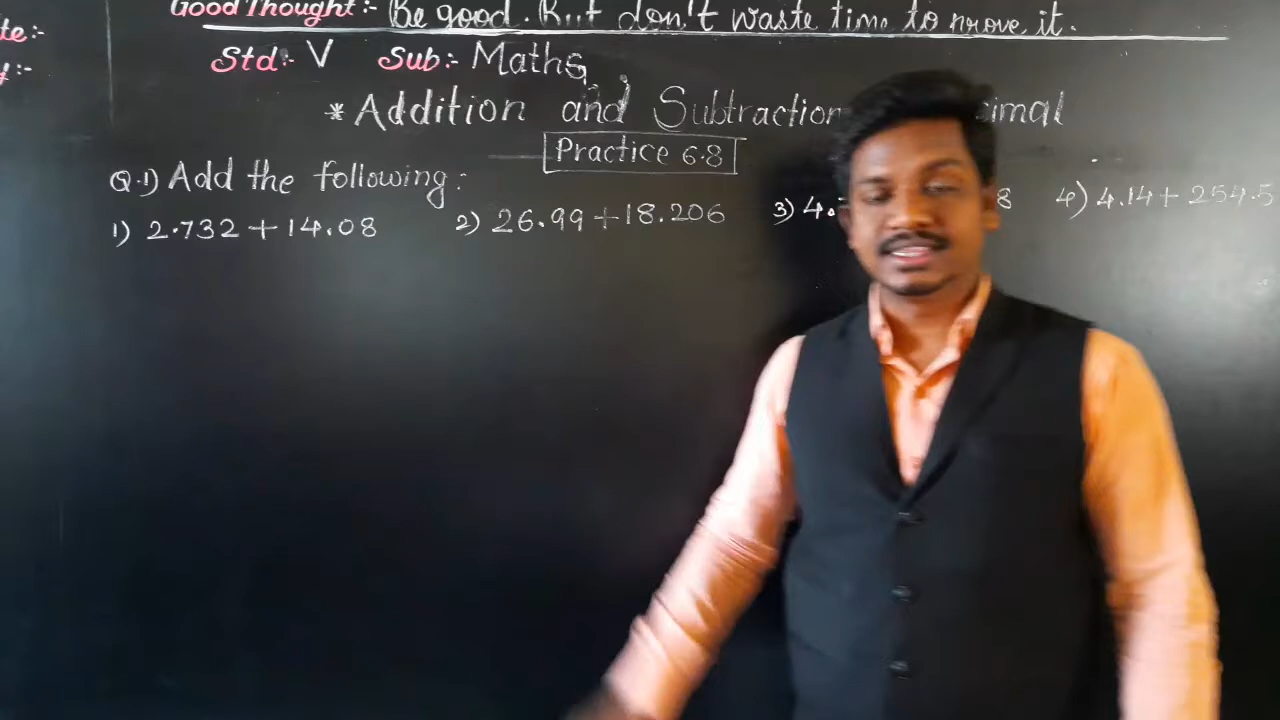 Good Thought:- Be good. But don't waste time to prove it.
te:-
Std:- V Sub:- Maths
y:-
* Addition and Subtraction
Practice 6.8
Q.1) Add the following:
1) 2.732+14.08 2) 26.99+18.206 3) 4. 8 4) 4.14+254.5